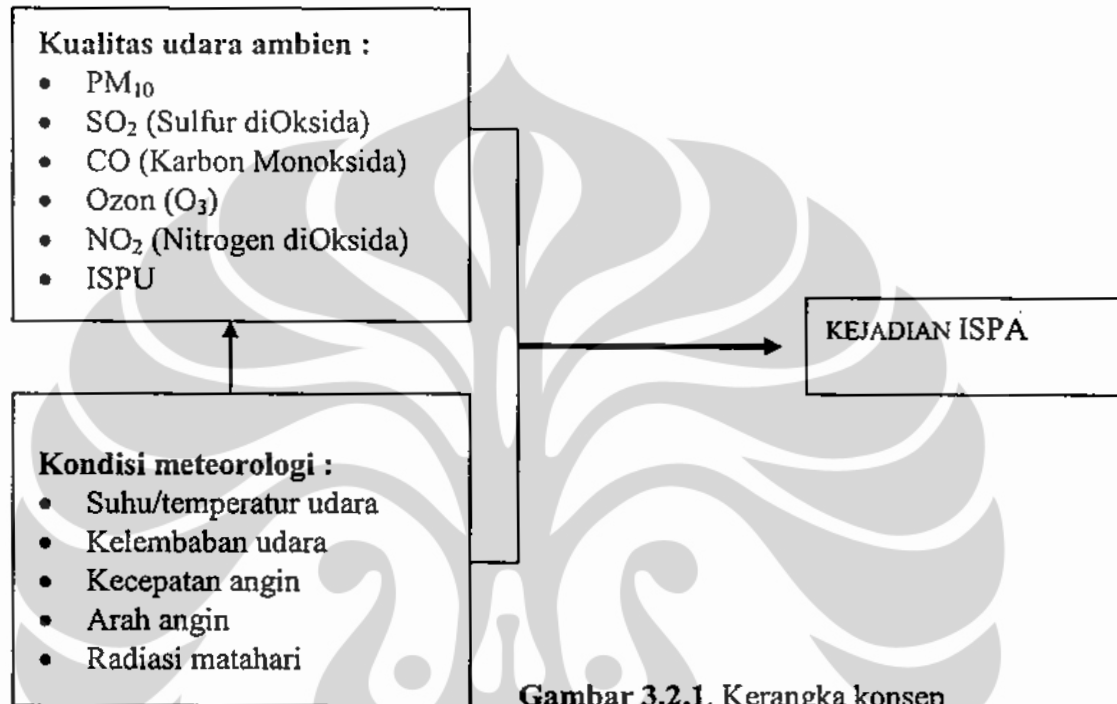 Kualitas udara ambien :
• PM₁₀
• SO₂ (Sulfur diOksida)
• CO (Karbon Monoksida)
• Ozon (O₃)
• NO₂ (Nitrogen diOksida)
• ISPU
KEJADIAN ISPA
Kondisi meteorologi :
• Suhu/temperatur udara
• Kelembaban udara
• Kecepatan angin
• Arah angin
• Radiasi matahari
Gambar 3.2.1. Kerangka konsep